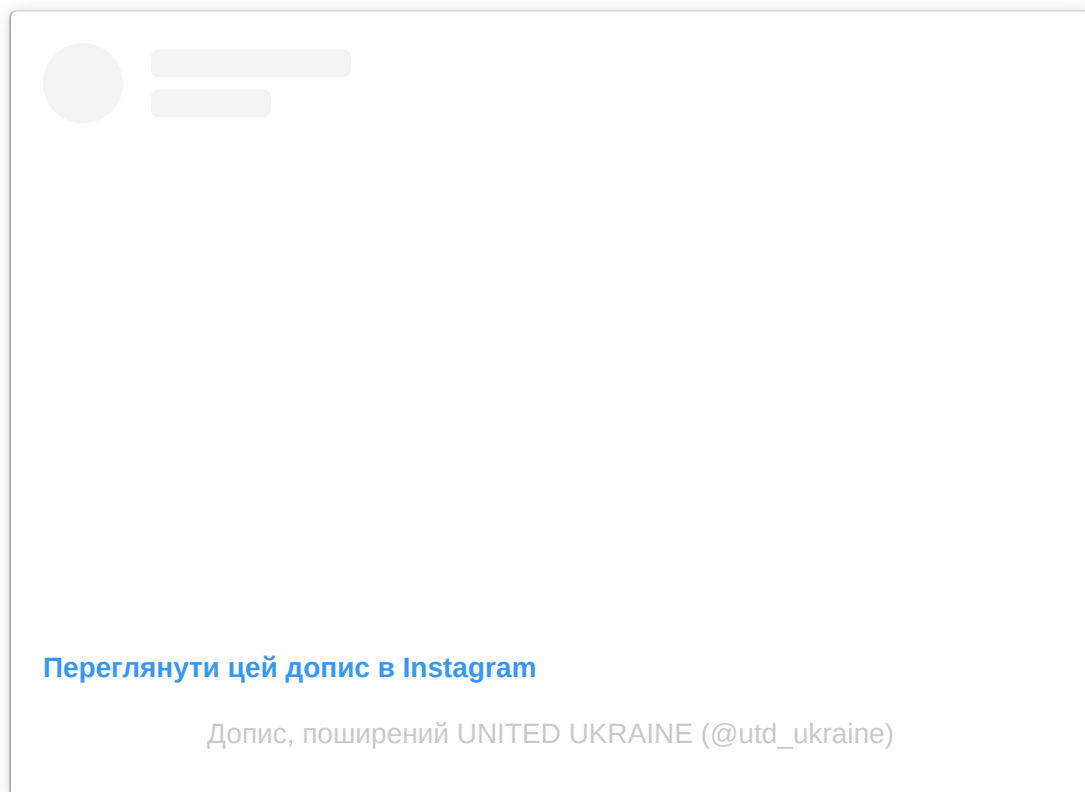 Переглянути цей допис в Instagram
Допис, поширений UNITED UKRAINE (@utd_ukraine)